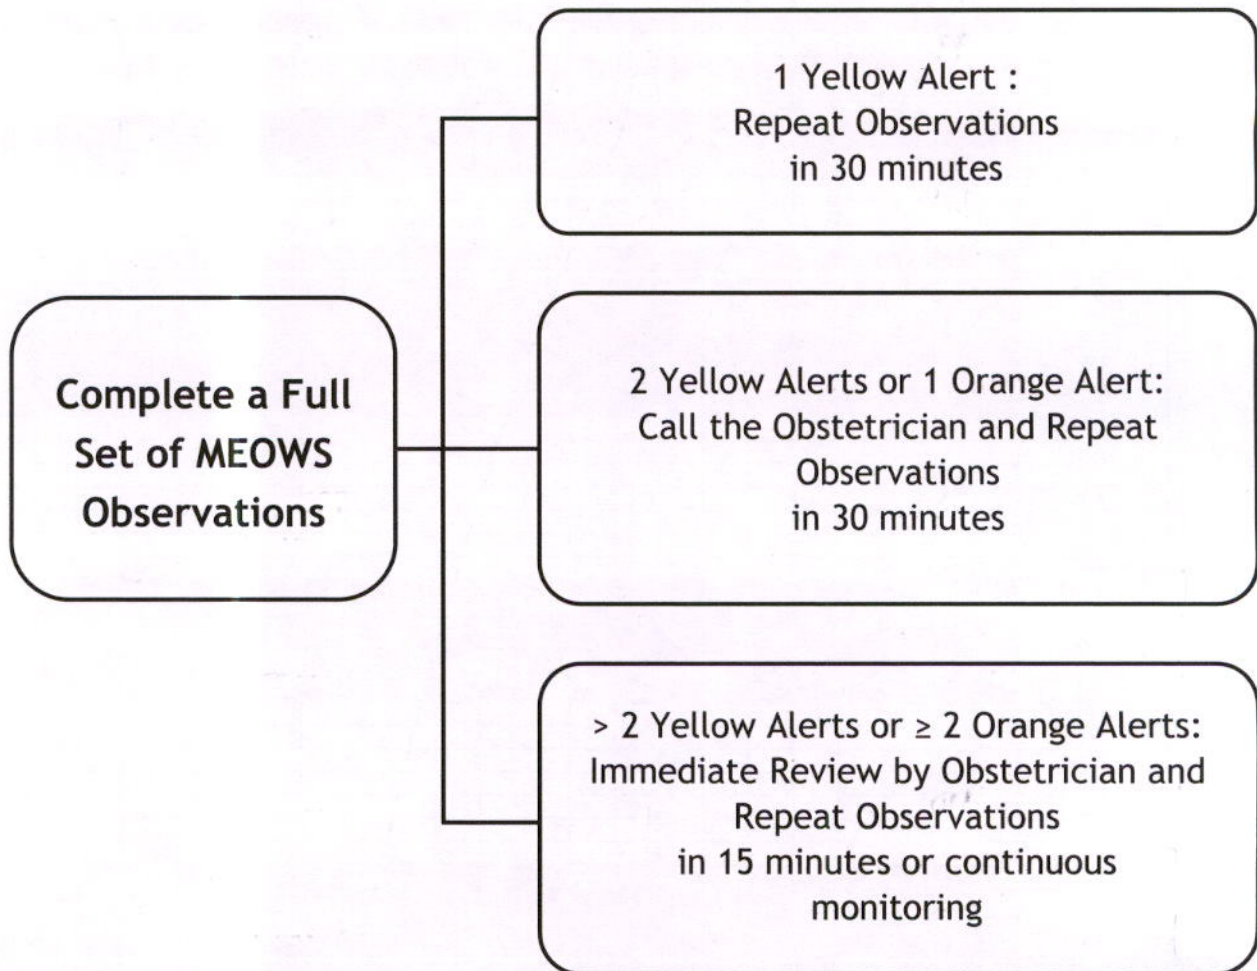 1 Yellow Alert :
Repeat Observations
in 30 minutes
Complete a Full
Set of MEOWS
Observations
2 Yellow Alerts or 1 Orange Alert:
Call the Obstetrician and Repeat
Observations
in 30 minutes
> 2 Yellow Alerts or ≥ 2 Orange Alerts:
Immediate Review by Obstetrician and
Repeat Observations
in 15 minutes or continuous
monitoring